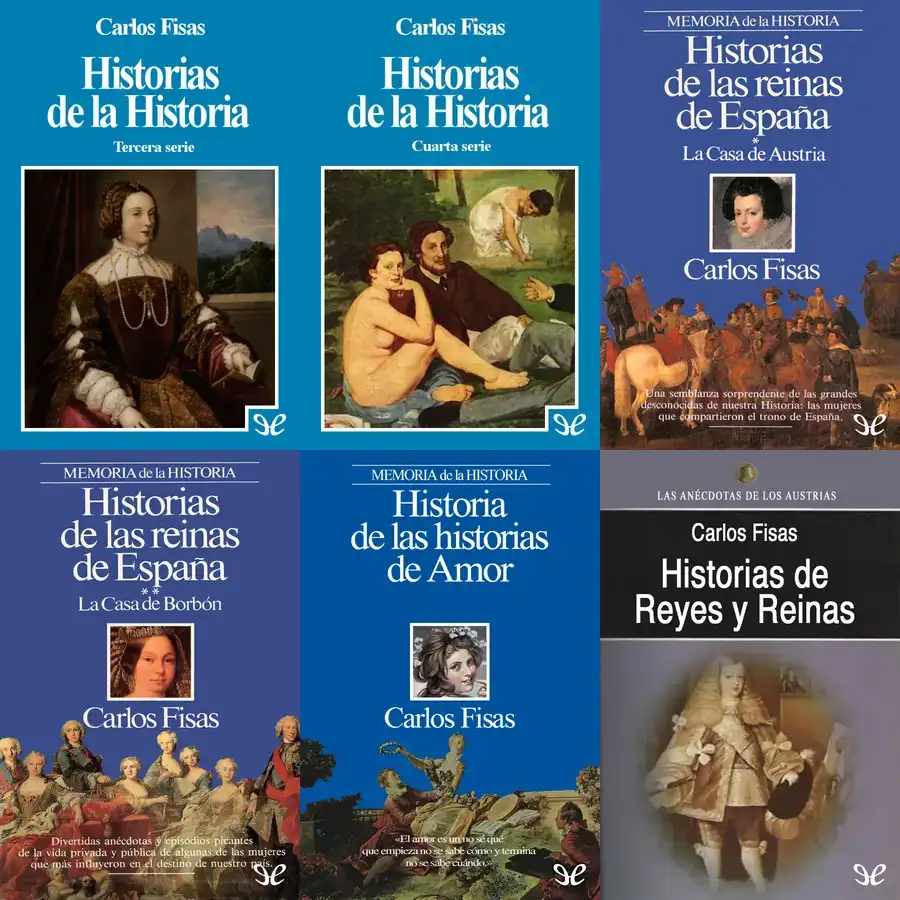 Carlos Fisas
Historias
de la Historia
Tercera serie
Carlos Fisas
Historias
de la Historia
Cuarta serie
MEMORIA de la HISTORIA
Historias
de las reinas
de España
*
La Casa de Austria
Carlos Fisas
Una semblanza sorprendente de las grandes
desconocidas de nuestra Historia: las mujeres
que compartieron el trono de España.
MEMORIA de la HISTORIA
Historias
de las reinas
de España
**
La Casa de Borbón
Carlos Fisas
Divertidas anécdotas y episodios picantes
de la vida privada y pública de algunas de las mujeres
que más influyeron en el destino de nuestro país.
MEMORIA de la HISTORIA
Historia
de las historias
de Amor
Carlos Fisas
«El amor es un no sé qué
que empieza no se sabe cómo y termina
no se sabe cuándo.»
LAS ANÉCDOTAS DE LOS AUSTRIAS
Carlos Fisas
Historias de
Reyes y Reinas